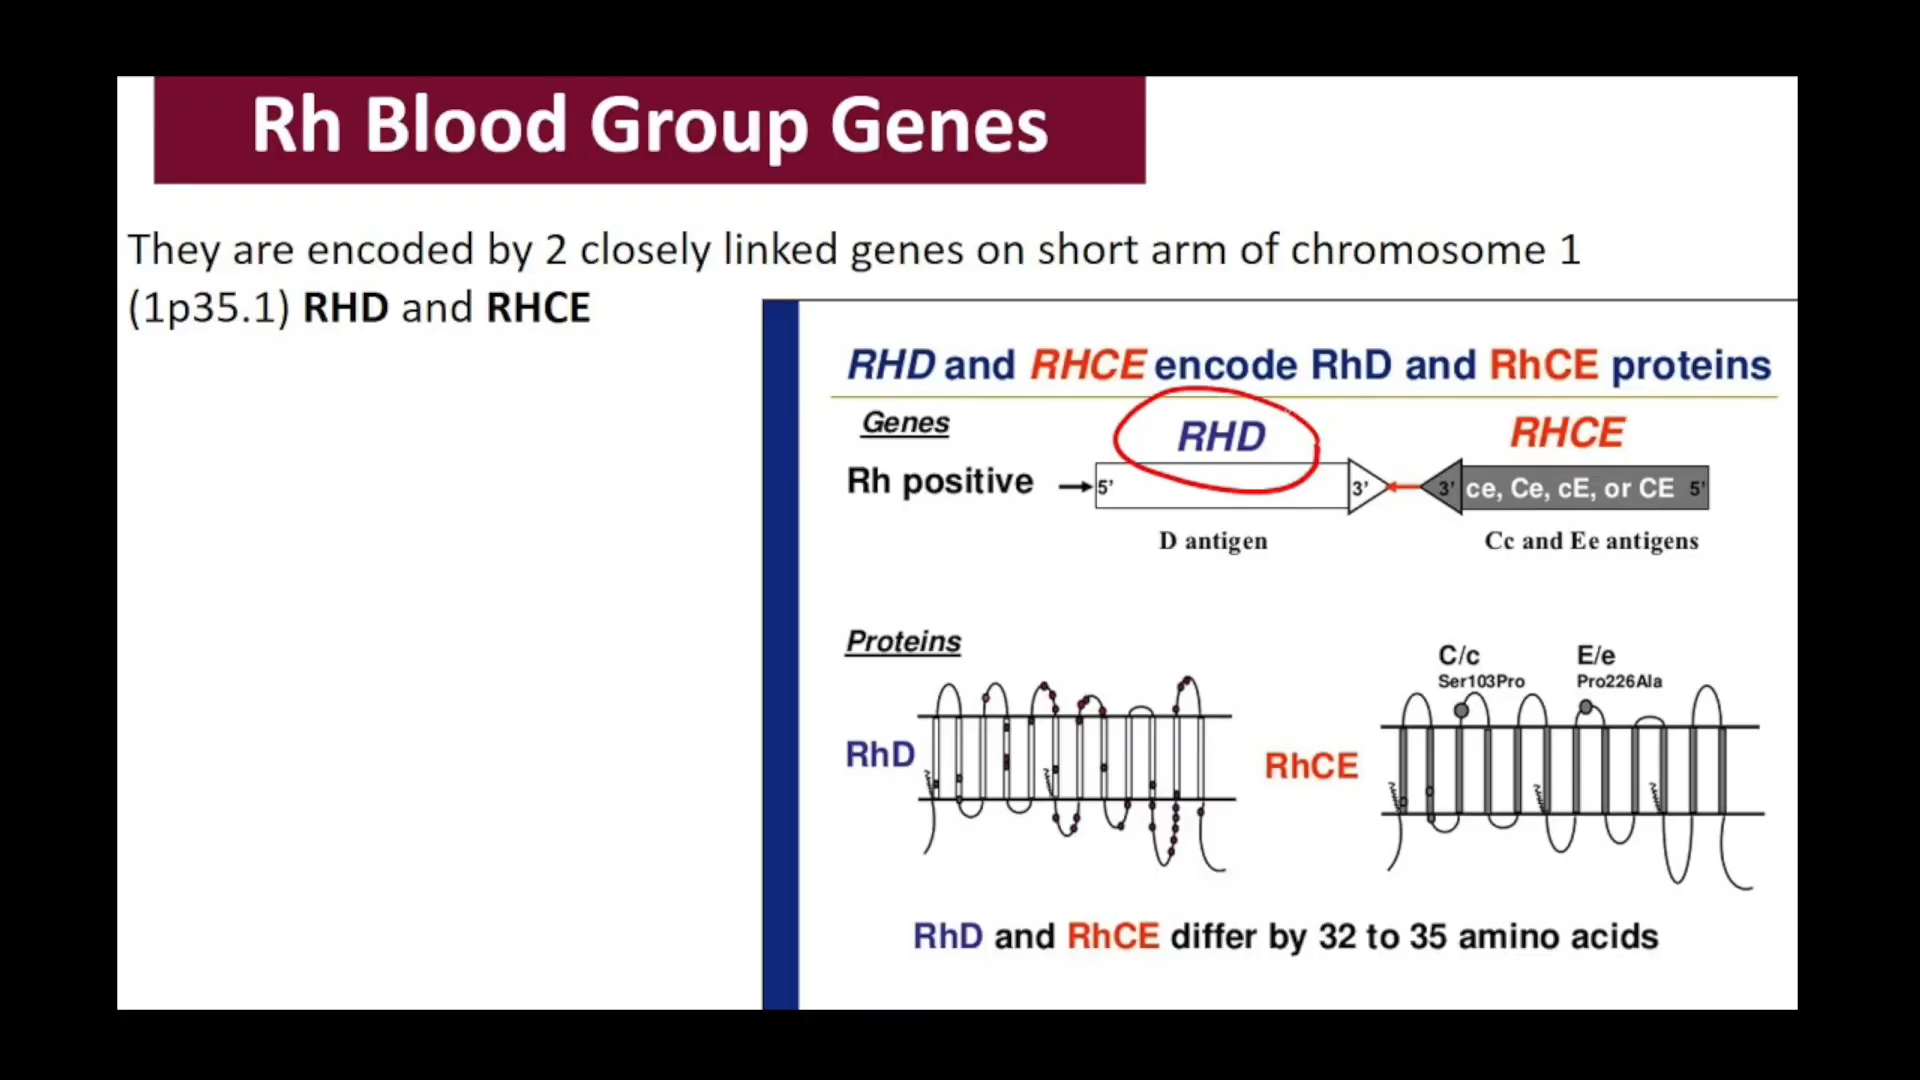 Rh Blood Group Genes
They are encoded by 2 closely linked genes on short arm of chromosome 1
(1p35.1) RHD and RHCE
RHD and RHCE encode RhD and RhCE proteins
Genes
RHD
RHCE
Rh positive
5’
3’
3’
ce, Ce, cE, or CE
5’
D antigen
Cc and Ee antigens
Proteins
C/c
Ser103Pro
E/e
Pro226Ala
RhD
RhCE
RhD and RhCE differ by 32 to 35 amino acids